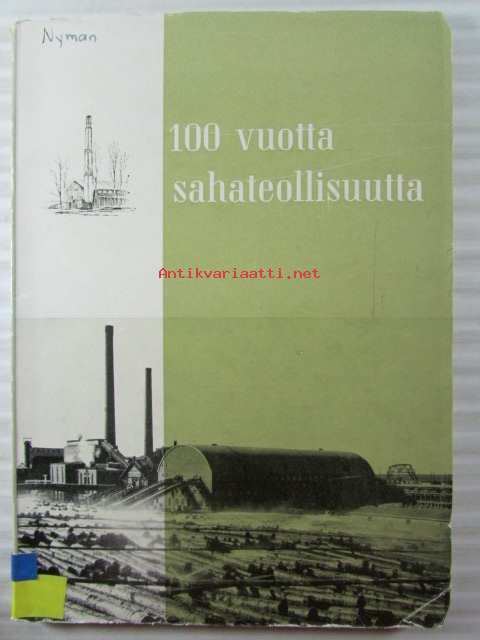 Nyman
100 vuotta
sahateollisuutta
Antikvariaatti.net